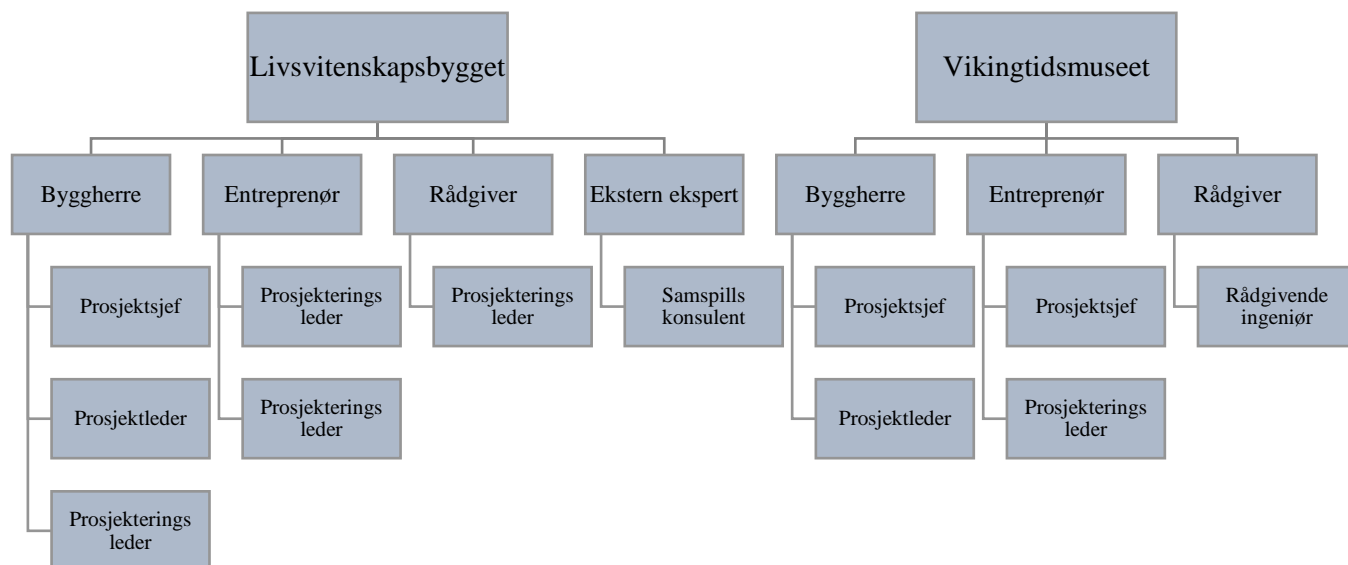 Livsvitenskapsbygget
Vikingtidsmuseet
Byggherre
Entreprenør
Rådgiver
Ekstern ekspert
Byggherre
Entreprenør
Rådgiver
Prosjektsjef
Prosjekterings
leder
Prosjekterings
leder
Samspills
konsulent
Prosjektsjef
Prosjektsjef
Rådgivende
ingeniør
Prosjektleder
Prosjekterings
leder
Prosjektleder
Prosjekterings
leder
Prosjekterings
leder